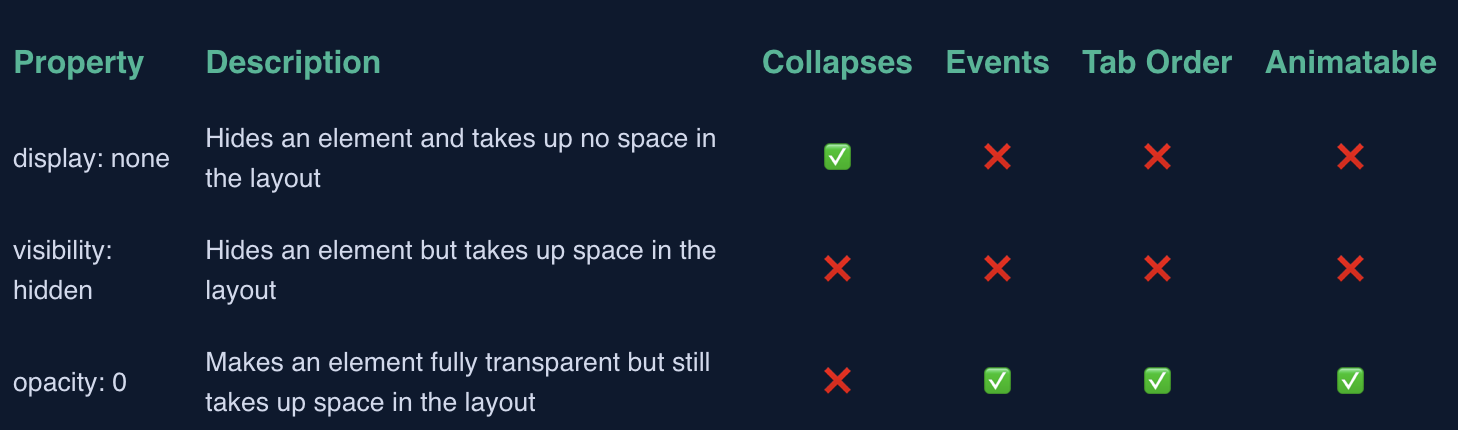 Property Description Collapses Events Tab Order Animatable
display: none
Hides an element and takes up no space in
the layout
✅ ❌ ❌ ❌
visibility:
hidden
Hides an element but takes up space in the
layout
❌ ❌ ❌ ❌
opacity: 0
Makes an element fully transparent but still
takes up space in the layout
❌ ✅ ✅ ✅